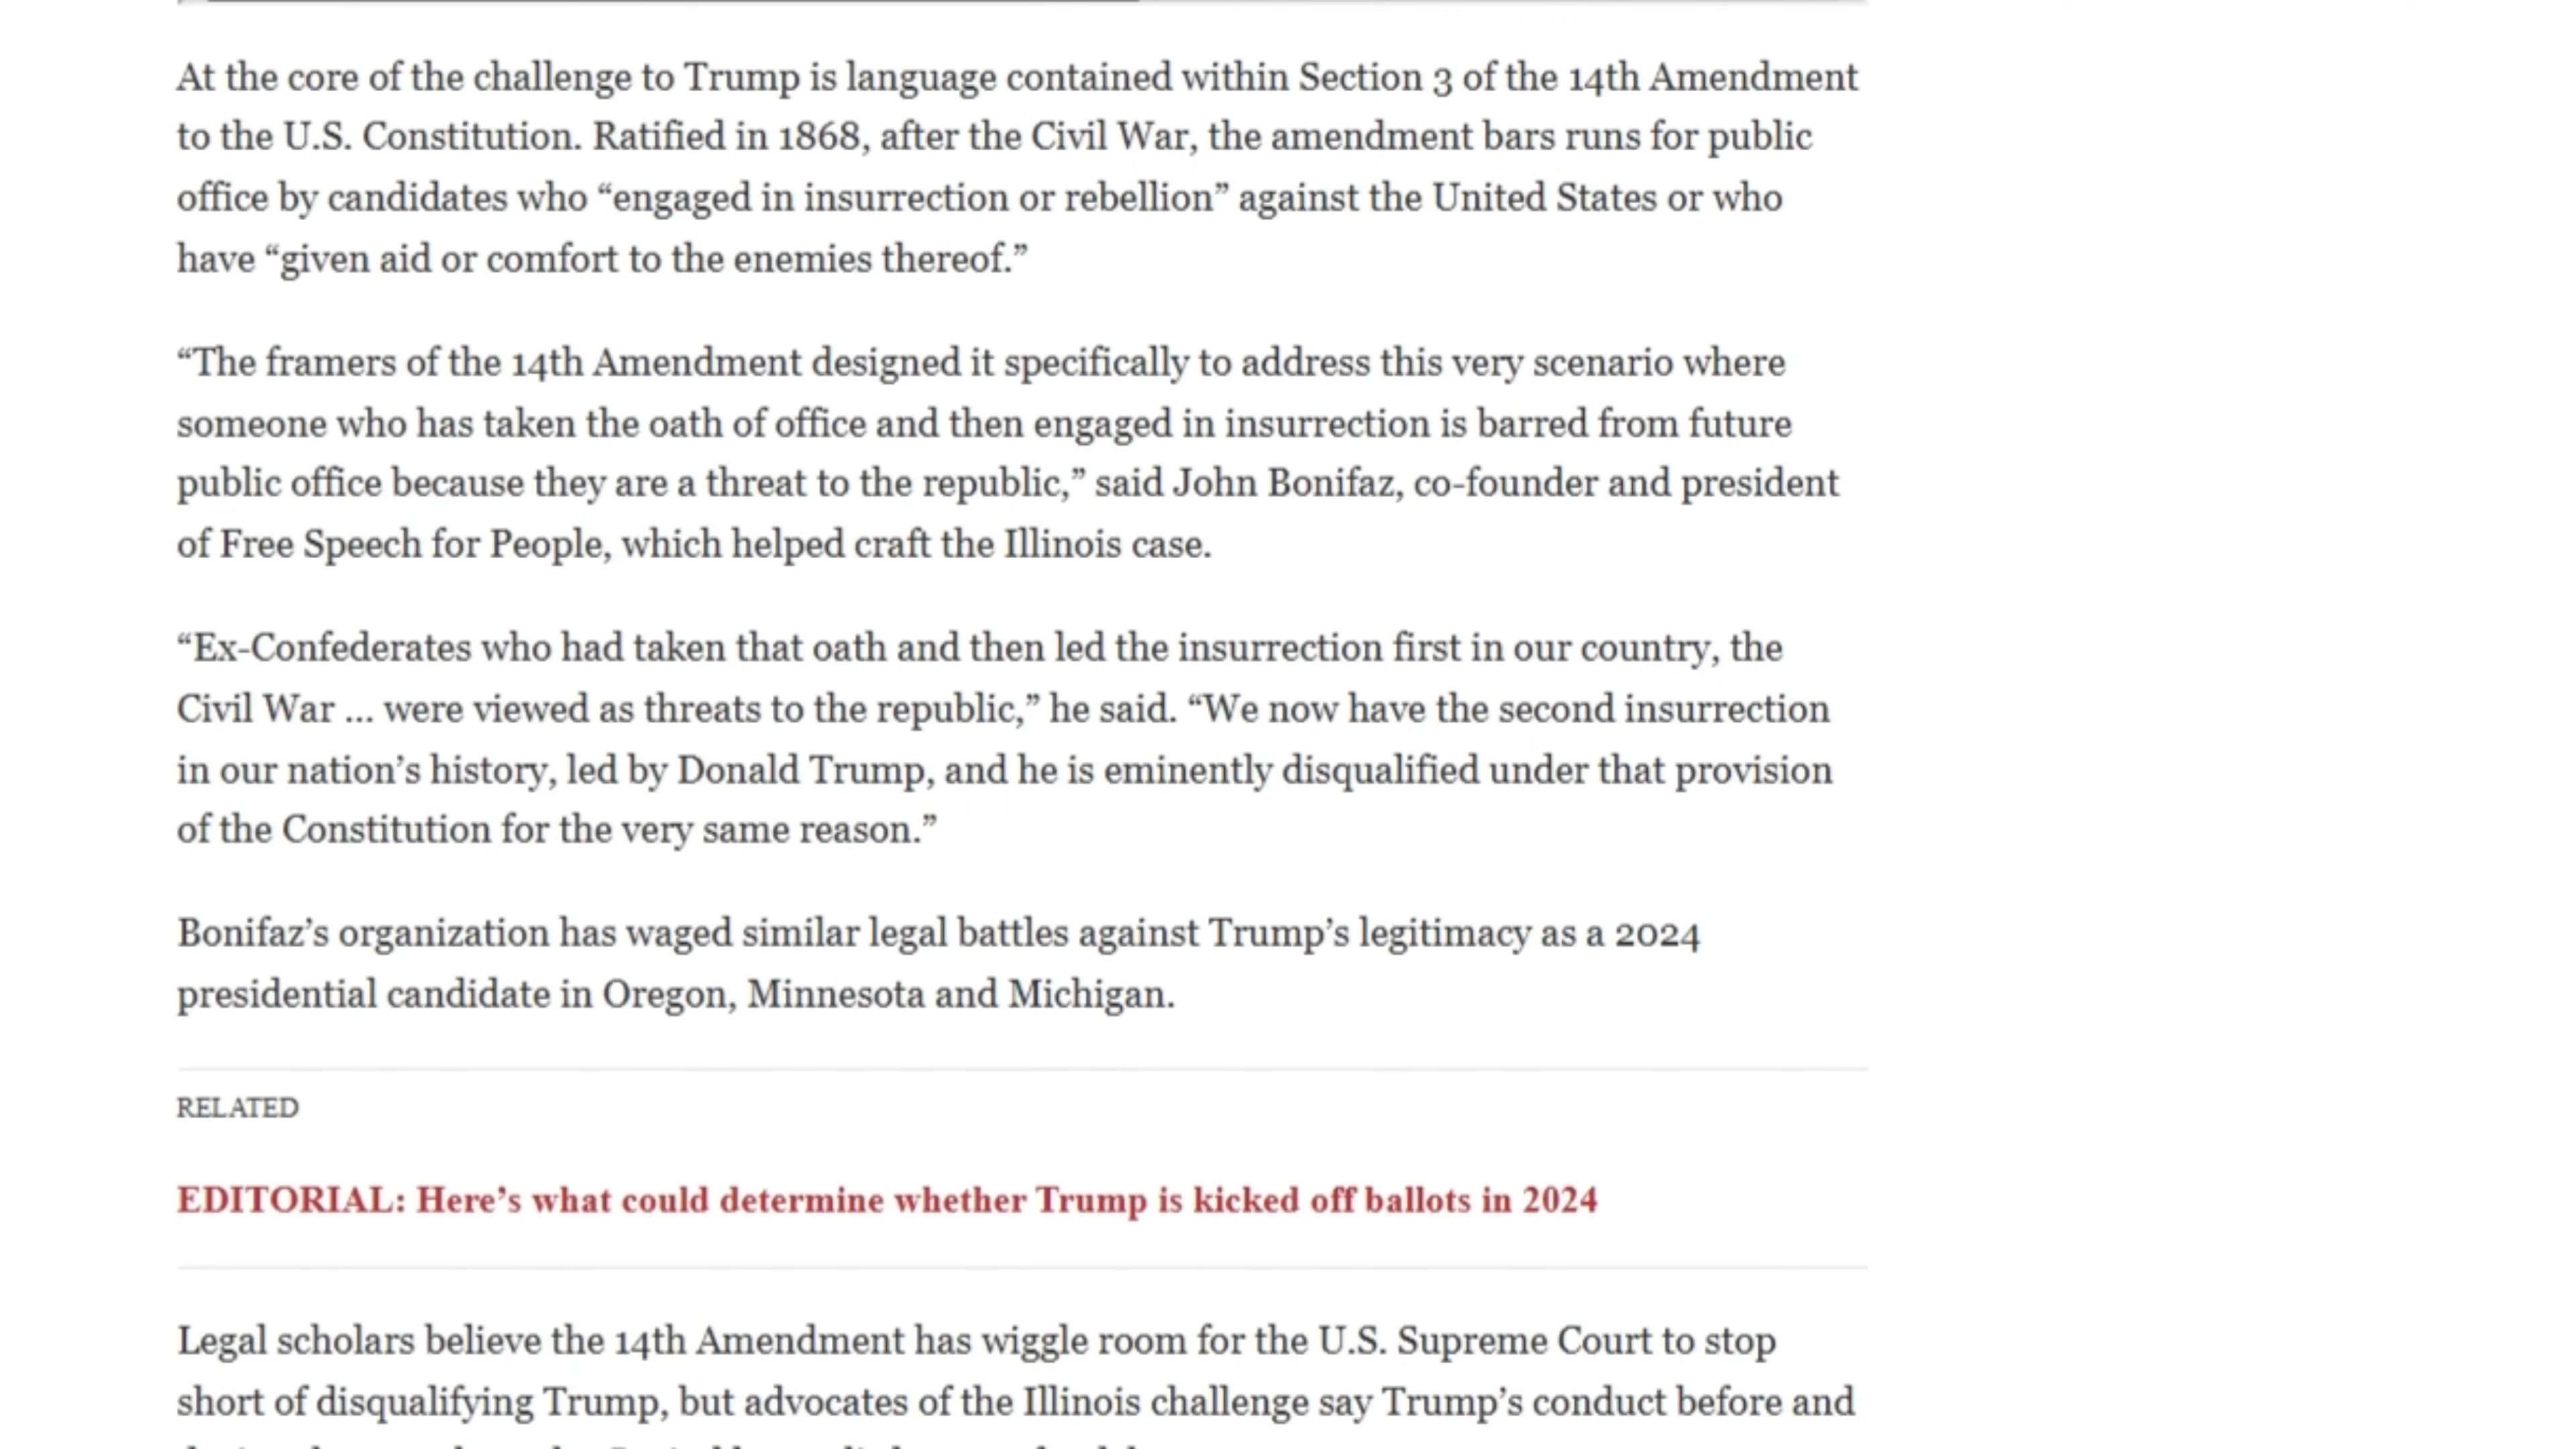 At the core of the challenge to Trump is language contained within Section 3 of the 14th Amendment
to the U.S. Constitution. Ratified in 1868, after the Civil War, the amendment bars runs for public
office by candidates who “engaged in insurrection or rebellion” against the United States or who
have “given aid or comfort to the enemies thereof.”
“The framers of the 14th Amendment designed it specifically to address this very scenario where
someone who has taken the oath of office and then engaged in insurrection is barred from future
public office because they are a threat to the republic,” said John Bonifaz, co-founder and president
of Free Speech for People, which helped craft the Illinois case.
“Ex-Confederates who had taken that oath and then led the insurrection first in our country, the
Civil War ... were viewed as threats to the republic,” he said. “We now have the second insurrection
in our nation’s history, led by Donald Trump, and he is eminently disqualified under that provision
of the Constitution for the very same reason.”
Bonifaz’s organization has waged similar legal battles against Trump’s legitimacy as a 2024
presidential candidate in Oregon, Minnesota and Michigan.
RELATED
EDITORIAL: Here’s what could determine whether Trump is kicked off ballots in 2024
Legal scholars believe the 14th Amendment has wiggle room for the U.S. Supreme Court to stop
short of disqualifying Trump, but advocates of the Illinois challenge say Trump’s conduct before and